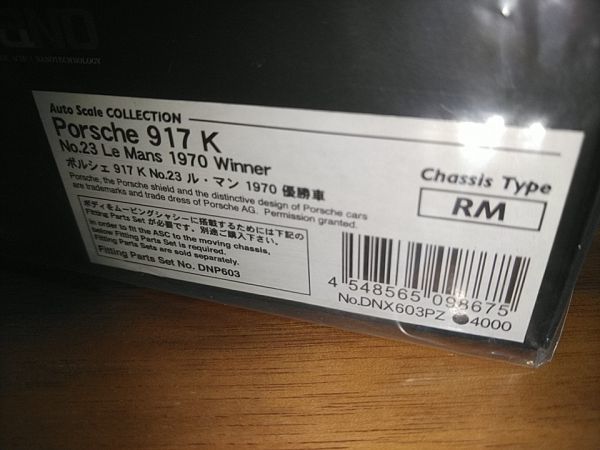 Auto Scale COLLECTION
Porsche 917 K
No.23 Le Mans 1970 Winner
ポルシェ 917 K No.23 ル・マン 1970 優勝車
Porsche, the Porsche shield and the distinctive design of Porsche cars
are trademarks and trade dress of Porsche AG. Permission granted.
ボディをムービングシャシーに搭載するためには下記の
Fitting Parts Set が必要です。別途ご購入下さい。
In order to fit the ASC to the moving chassis,
below Fitting Parts Set is required.
Fitting Parts are sold separately.
Fitting Parts Set No. DNP603
Chassis Type
RM
4 548565 098675
No.DNX603PZ ●4000
NANOTECHNOLOGY